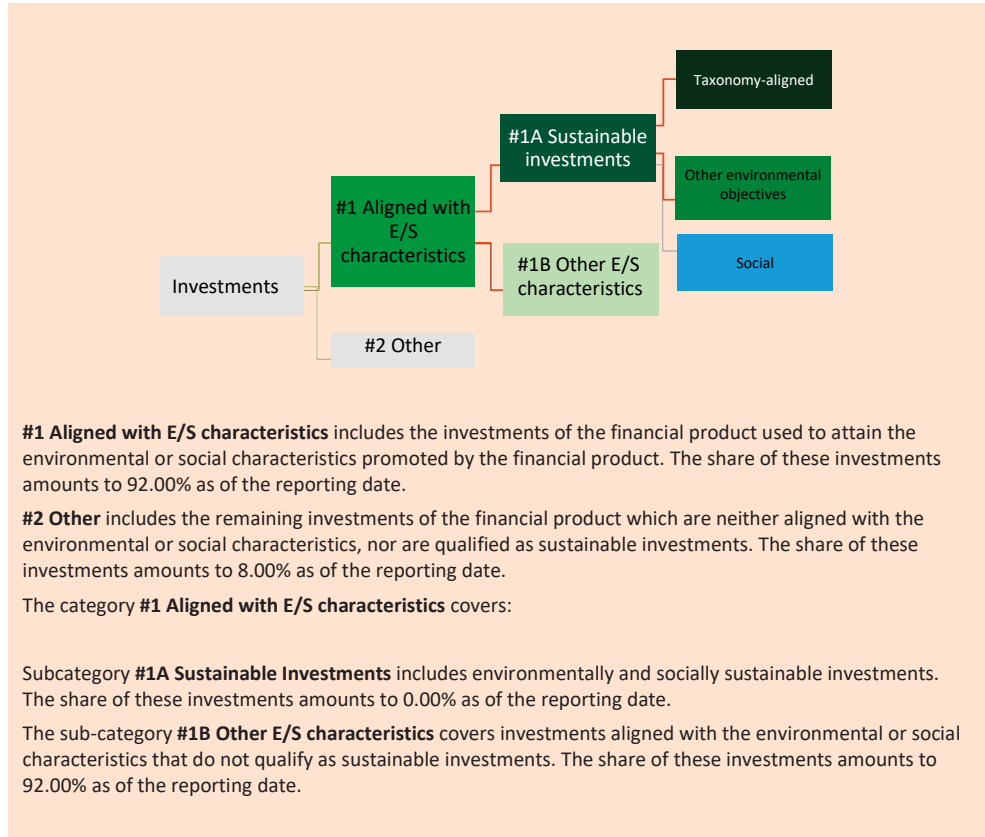 Taxonomy-aligned
#1A Sustainable
investments
Other environmental
objectives
#1 Aligned with
E/S
characteristics
Social
#1B Other E/S
characteristics
Investments
#2 Other
#1 Aligned with E/S characteristics includes the investments of the financial product used to attain the
environmental or social characteristics promoted by the financial product. The share of these investments
amounts to 92.00% as of the reporting date.
#2 Other includes the remaining investments of the financial product which are neither aligned with the
environmental or social characteristics, nor are qualified as sustainable investments. The share of these
investments amounts to 8.00% as of the reporting date.
The category #1 Aligned with E/S characteristics covers:
Subcategory #1A Sustainable Investments includes environmentally and socially sustainable investments.
The share of these investments amounts to 0.00% as of the reporting date.
The sub-category #1B Other E/S characteristics covers investments aligned with the environmental or social
characteristics that do not qualify as sustainable investments. The share of these investments amounts to
92.00% as of the reporting date.